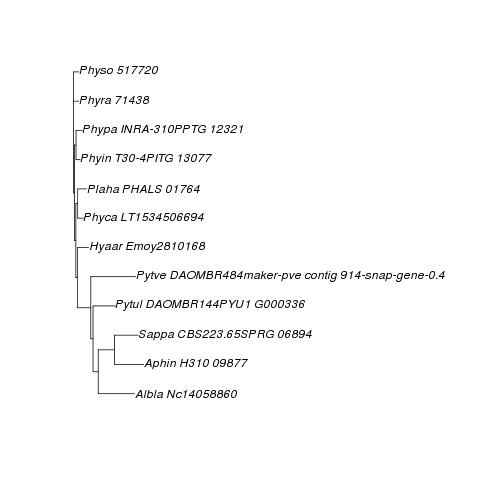 Physo 517720
Phyra 71438
Phypa INRA-310PPTG 12321
Phyin T30-4PITG 13077
Plaha PHALS 01764
Phyca LT1534506694
Hyaar Emoy2810168
Pytve DAOMBR484maker-pve contig 914-snap-gene-0.4
Pytul DAOMBR144PYU1 G000336
Sappa CBS223.65SPRG 06894
Aphin H310 09877
Albla Nc14058860